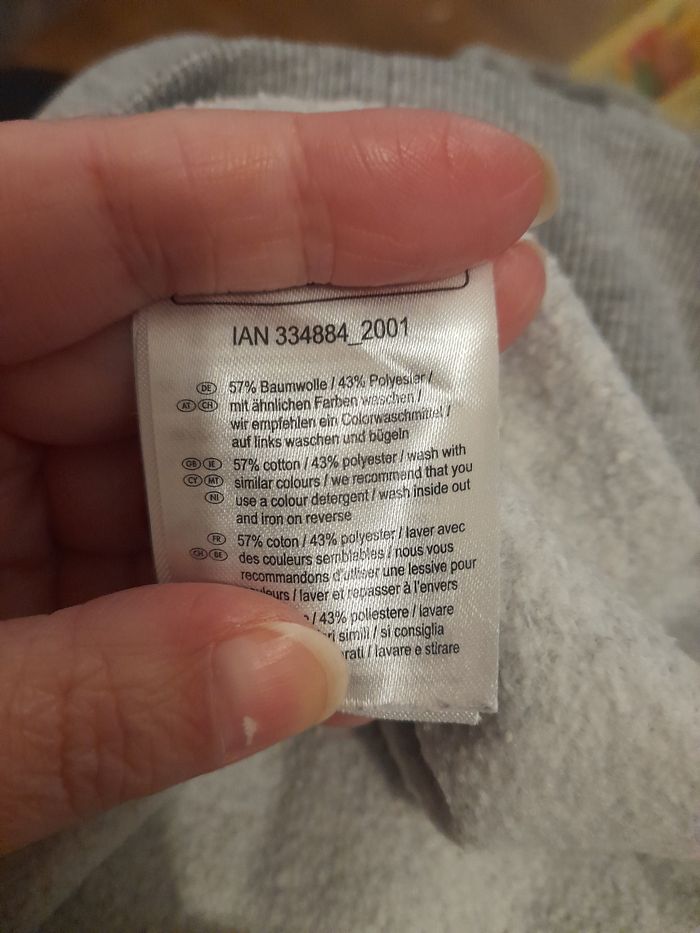 IAN 334884_2001
DE 57% Baumwolle / 43% Polyester /
AT CH mit ähnlichen Farben waschen /
wir empfehlen ein Colorwaschmittel /
auf links waschen und bügeln
GB IE 57% cotton / 43% polyester / wash with
CY MT similar colours / we recommend that you
NI use a colour detergent / wash inside out
and iron on reverse
FR 57% coton / 43% polyester / laver avec
CH BE des couleurs semblables / nous vous
recommandons d'utiliser une lessive pour
/ laver et repasser à l'envers
/ 43% poliestere / lavare
simili / si consiglia
/ lavare e stirare